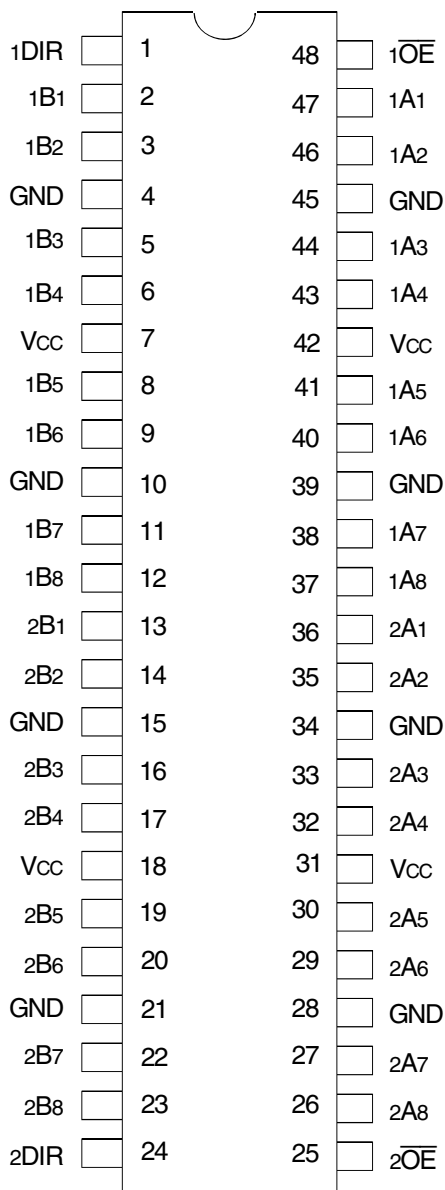 1DIR 1 48 1O̅E̅
1B1 2 47 1A1
1B2 3 46 1A2
GND 4 45 GND
1B3 5 44 1A3
1B4 6 43 1A4
VCC 7 42 VCC
1B5 8 41 1A5
1B6 9 40 1A6
GND 10 39 GND
1B7 11 38 1A7
1B8 12 37 1A8
2B1 13 36 2A1
2B2 14 35 2A2
GND 15 34 GND
2B3 16 33 2A3
2B4 17 32 2A4
VCC 18 31 VCC
2B5 19 30 2A5
2B6 20 29 2A6
GND 21 28 GND
2B7 22 27 2A7
2B8 23 26 2A8
2DIR 24 25 2O̅E̅